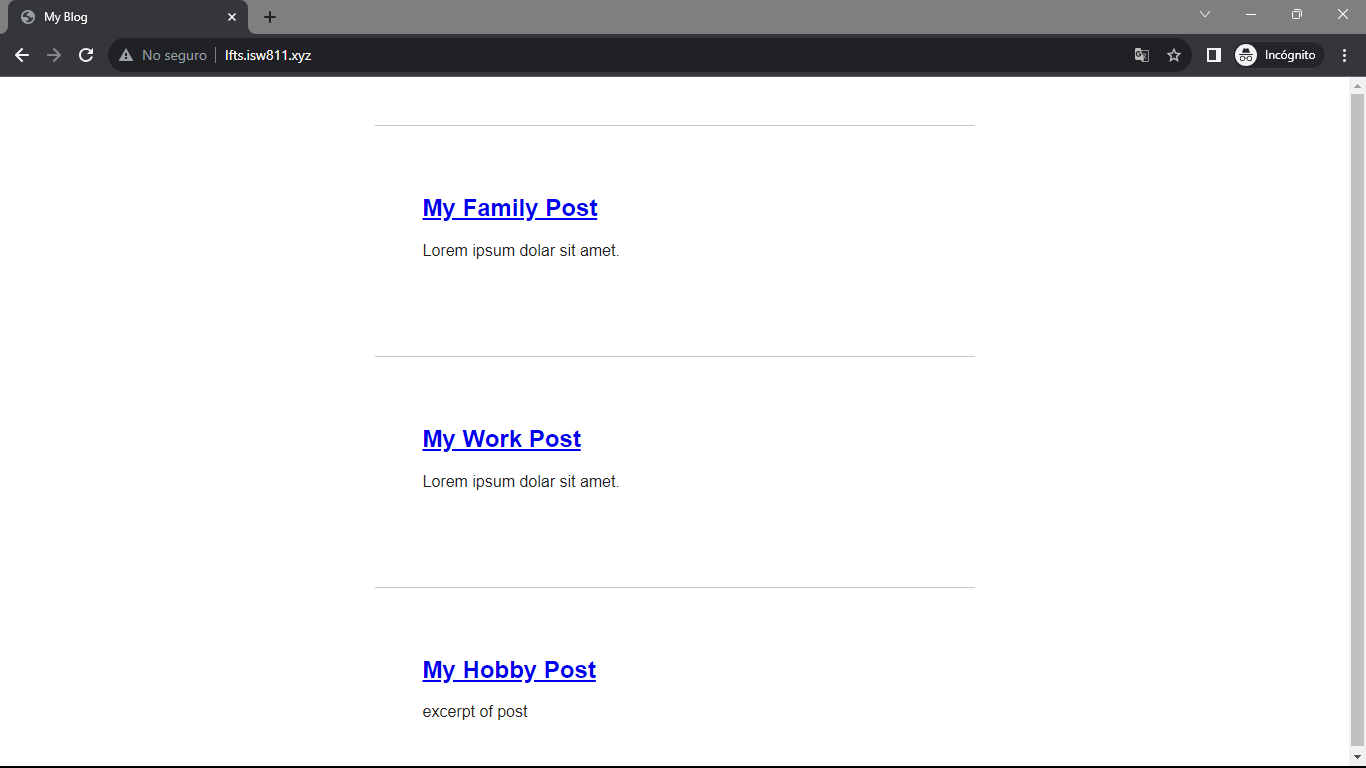 My Blog
No seguro lfts.isw811.xyz Incógnito
My Family Post
Lorem ipsum dolar sit amet.
My Work Post
Lorem ipsum dolar sit amet.
My Hobby Post
excerpt of post